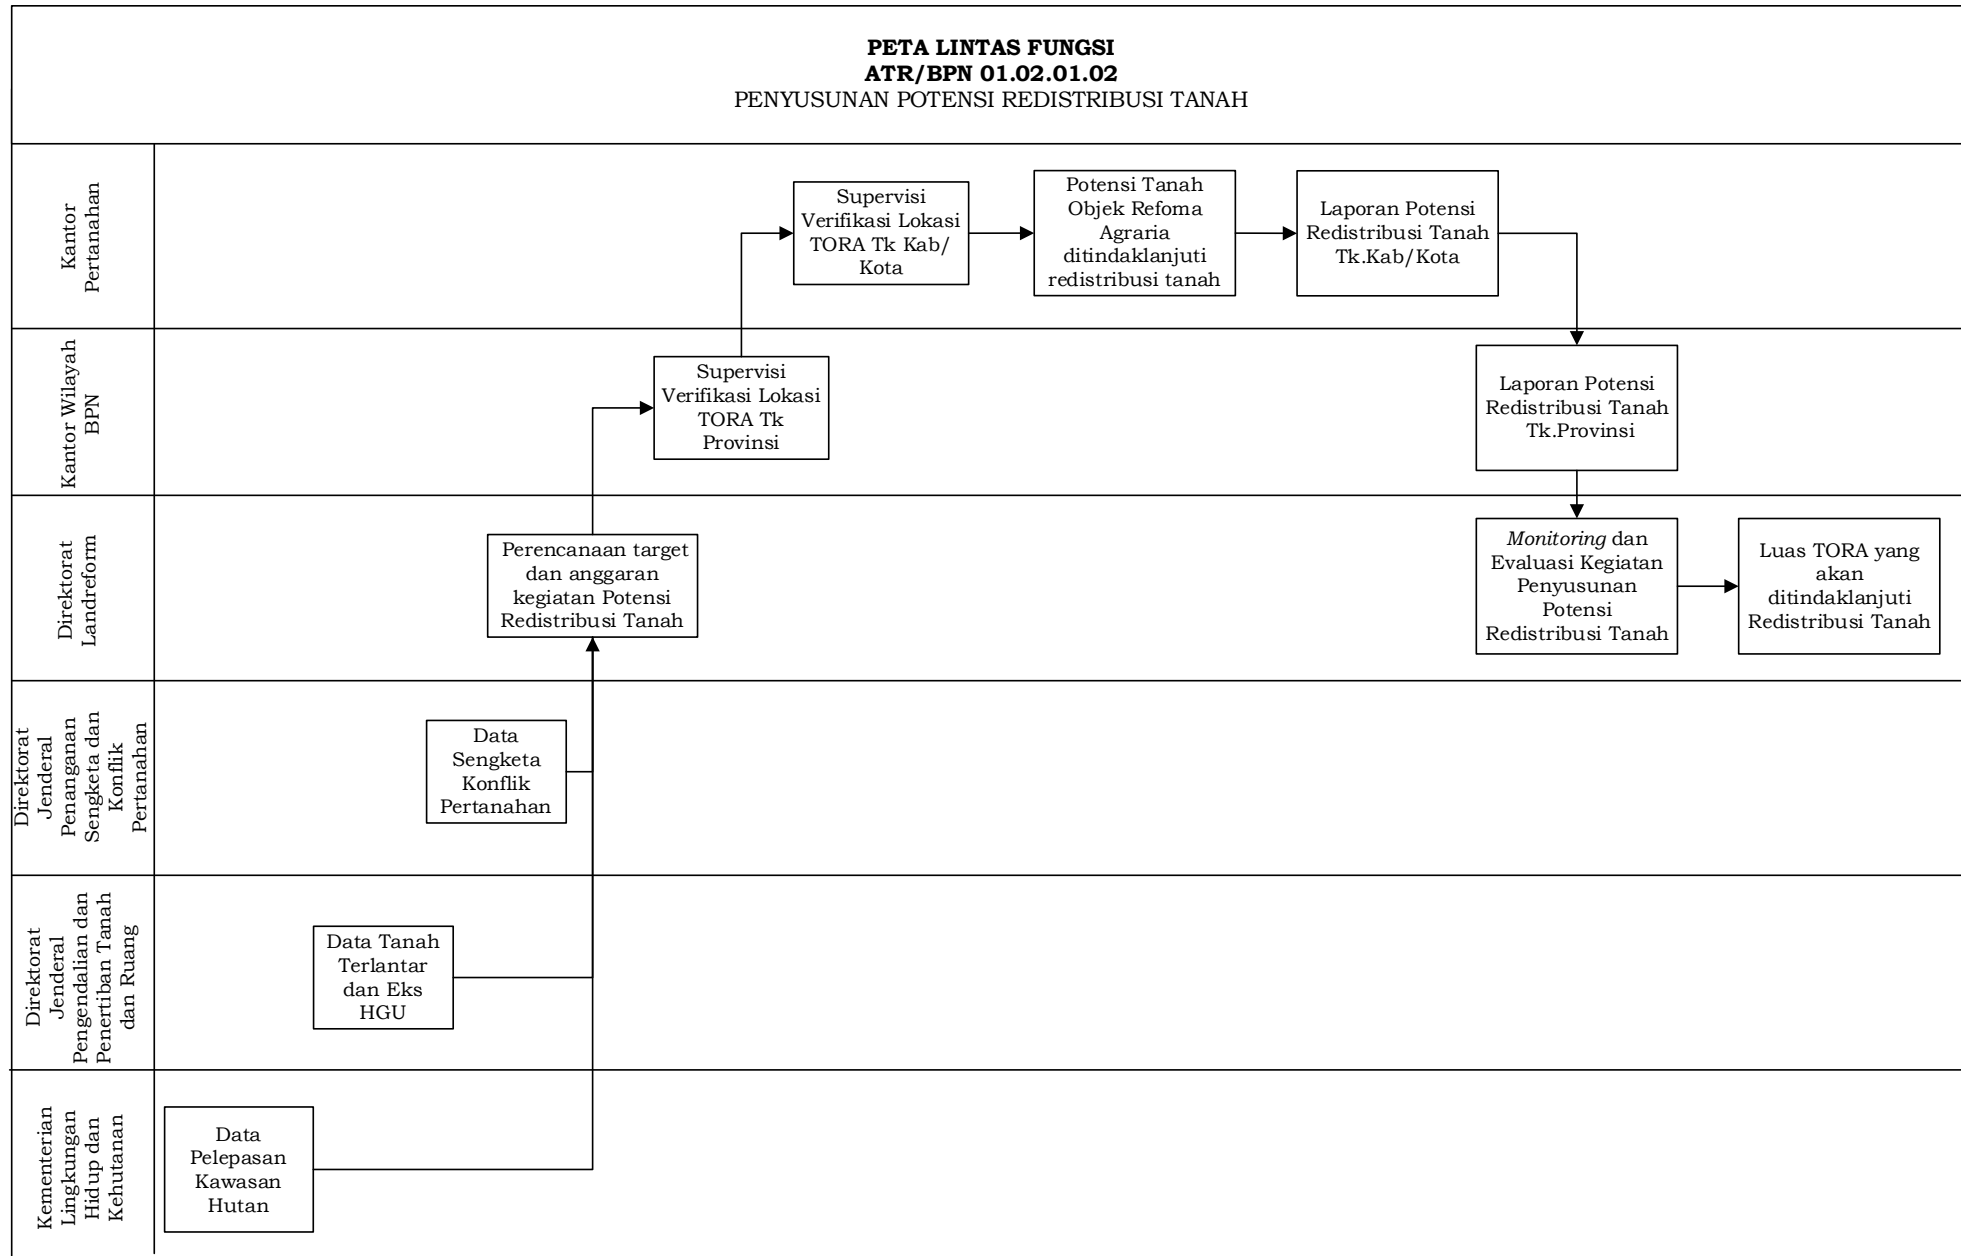 PETA LINTAS FUNGSI
ATR/BPN 01.02.01.02
PENYUSUNAN POTENSI REDISTRIBUSI TANAH
Kantor
Pertanahan
Supervisi
Verifikasi Lokasi
TORA Tk Kab/
Kota
Potensi Tanah
Objek Refoma
Agraria
ditindaklanjuti
redistribusi tanah
Laporan Potensi
Redistribusi Tanah
Tk.Kab/Kota
Kantor Wilayah
BPN
Supervisi
Verifikasi Lokasi
TORA Tk
Provinsi
Laporan Potensi
Redistribusi Tanah
Tk.Provinsi
Direktorat
Landreform
Perencanaan target
dan anggaran
kegiatan Potensi
Redistribusi Tanah
Monitoring dan
Evaluasi Kegiatan
Penyusunan
Potensi
Redistribusi Tanah
Luas TORA yang
akan
ditindaklanjuti
Redistribusi Tanah
Direktorat
Jenderal
Penanganan
Sengketa dan
Konflik
Pertanahan
Data
Sengketa
Konflik
Pertanahan
Direktorat
Jenderal
Pengendalian dan
Penertiban Tanah
dan Ruang
Data Tanah
Terlantar
dan Eks
HGU
Kementerian
Lingkungan
Hidup dan
Kehutanan
Data
Pelepasan
Kawasan
Hutan